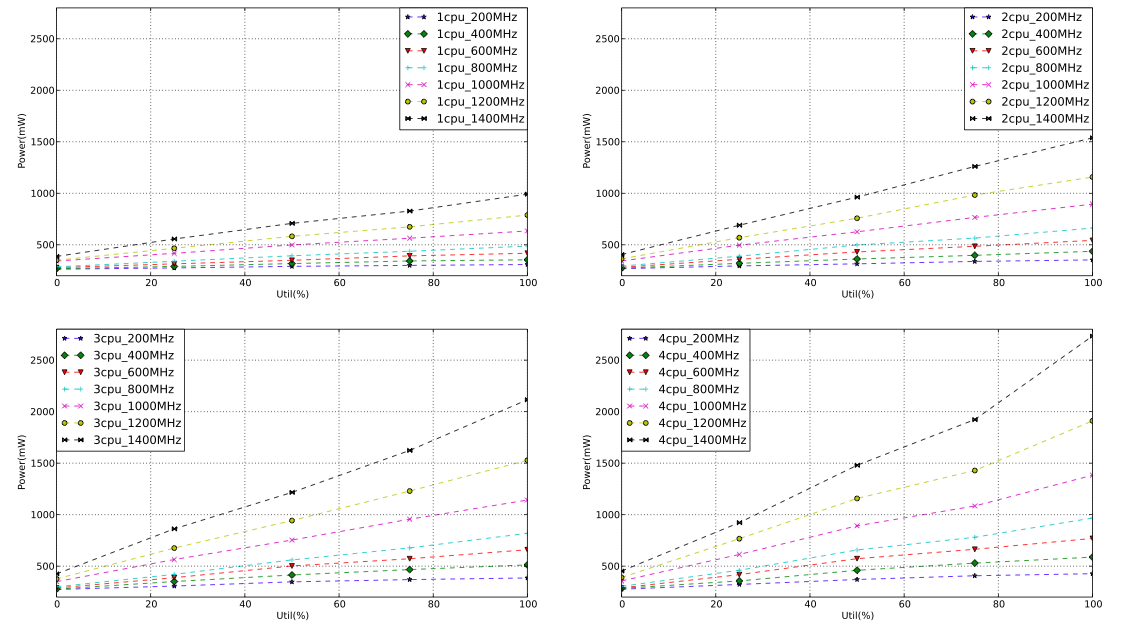 2500
2000
1500
1000
500
Power(mW)
0
20
40
60
80
100
Util(%)
1cpu_200MHz
1cpu_400MHz
1cpu_600MHz
1cpu_800MHz
1cpu_1000MHz
1cpu_1200MHz
1cpu_1400MHz
2500
2000
1500
1000
500
Power(mW)
0
20
40
60
80
100
Util(%)
2cpu_200MHz
2cpu_400MHz
2cpu_600MHz
2cpu_800MHz
2cpu_1000MHz
2cpu_1200MHz
2cpu_1400MHz
2500
2000
1500
1000
500
Power(mW)
0
20
40
60
80
100
Util(%)
3cpu_200MHz
3cpu_400MHz
3cpu_600MHz
3cpu_800MHz
3cpu_1000MHz
3cpu_1200MHz
3cpu_1400MHz
2500
2000
1500
1000
500
Power(mW)
0
20
40
60
80
100
Util(%)
4cpu_200MHz
4cpu_400MHz
4cpu_600MHz
4cpu_800MHz
4cpu_1000MHz
4cpu_1200MHz
4cpu_1400MHz